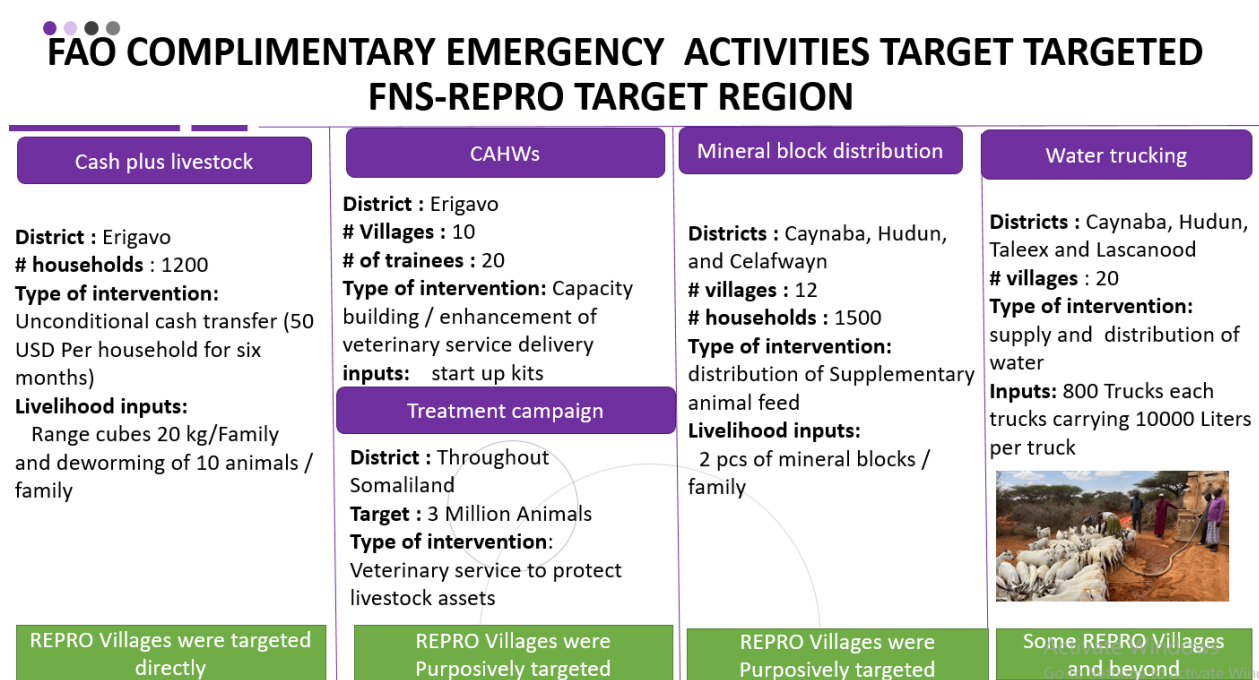 FAO COMPLIMENTARY EMERGENCY  ACTIVITIES TARGET TARGETED
FNS-REPRO TARGET REGION
Cash plus livestock
District : Erigavo
# households : 1200
Type of intervention:
Unconditional cash transfer (50
USD Per household for six
months)
Livelihood inputs:
Range cubes 20 kg/Family
and deworming of 10 animals /
family
REPRO Villages were targeted
directly
CAHWs
District : Erigavo
# Villages : 10
# of trainees : 20
Type of intervention: Capacity
building / enhancement of
veterinary service delivery
inputs:    start up kits
Treatment campaign
District : Throughout
Somaliland
Target : 3 Million Animals
Type of intervention:
Veterinary service to protect
livestock assets
REPRO Villages were
Purposively targeted
Mineral block distribution
Districts : Caynaba, Hudun,
and Celafwayn
# villages : 12
# households : 1500
Type of intervention:
distribution of Supplementary
animal feed
Livelihood inputs:
2 pcs of mineral blocks /
family
REPRO Villages were
Purposively targeted
Water trucking
Districts : Caynaba, Hudun,
Taleex and Lascanood
# villages : 20
Type of intervention:
supply and  distribution of
water
Inputs: 800 Trucks each
trucks carrying 10000 Liters
per truck
Some REPRO Villages
and beyond
Activate Windows
Go to Settings to activate Win